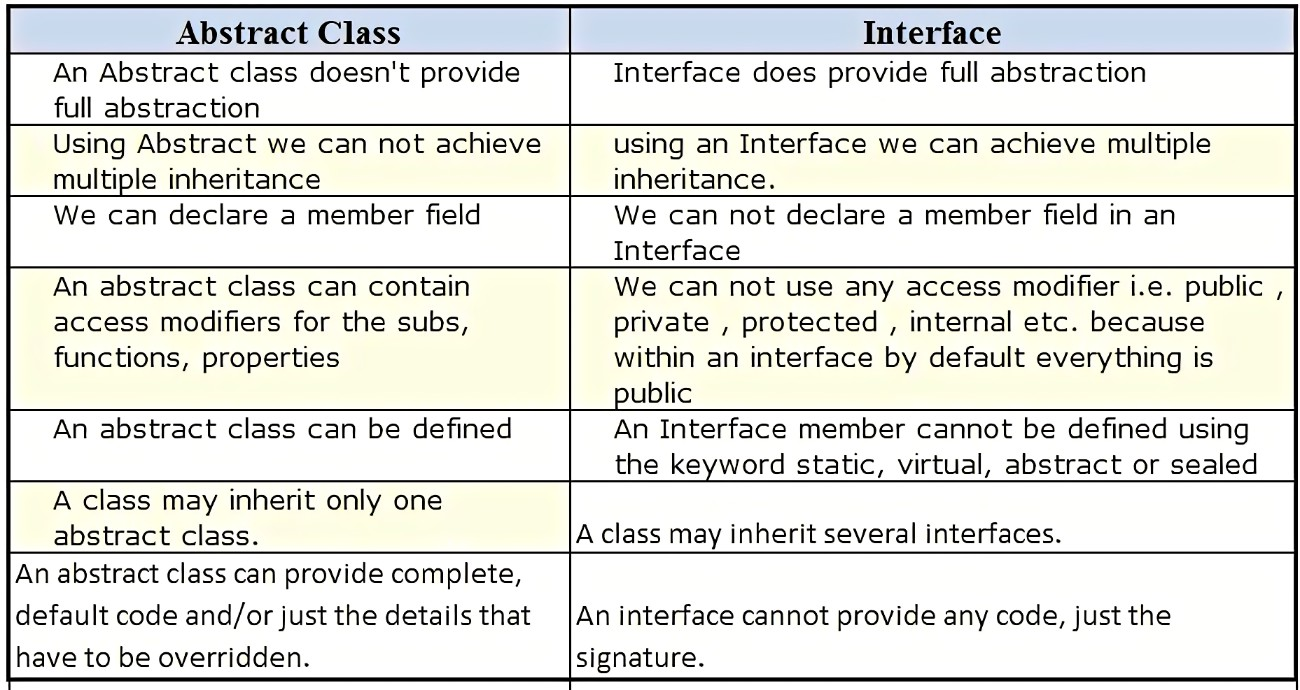 Abstract Class
Interface
An Abstract class doesn't provide
full abstraction
Interface does provide full abstraction
Using Abstract we can not achieve
multiple inheritance
using an Interface we can achieve multiple
inheritance.
We can declare a member field
We can not declare a member field in an
Interface
An abstract class can contain
access modifiers for the subs,
functions, properties
We can not use any access modifier i.e. public ,
private , protected , internal etc. because
within an interface by default everything is
public
An abstract class can be defined
An Interface member cannot be defined using
the keyword static, virtual, abstract or sealed
A class may inherit only one
abstract class.
A class may inherit several interfaces.
An abstract class can provide complete,
default code and/or just the details that
have to be overridden.
An interface cannot provide any code, just the
signature.